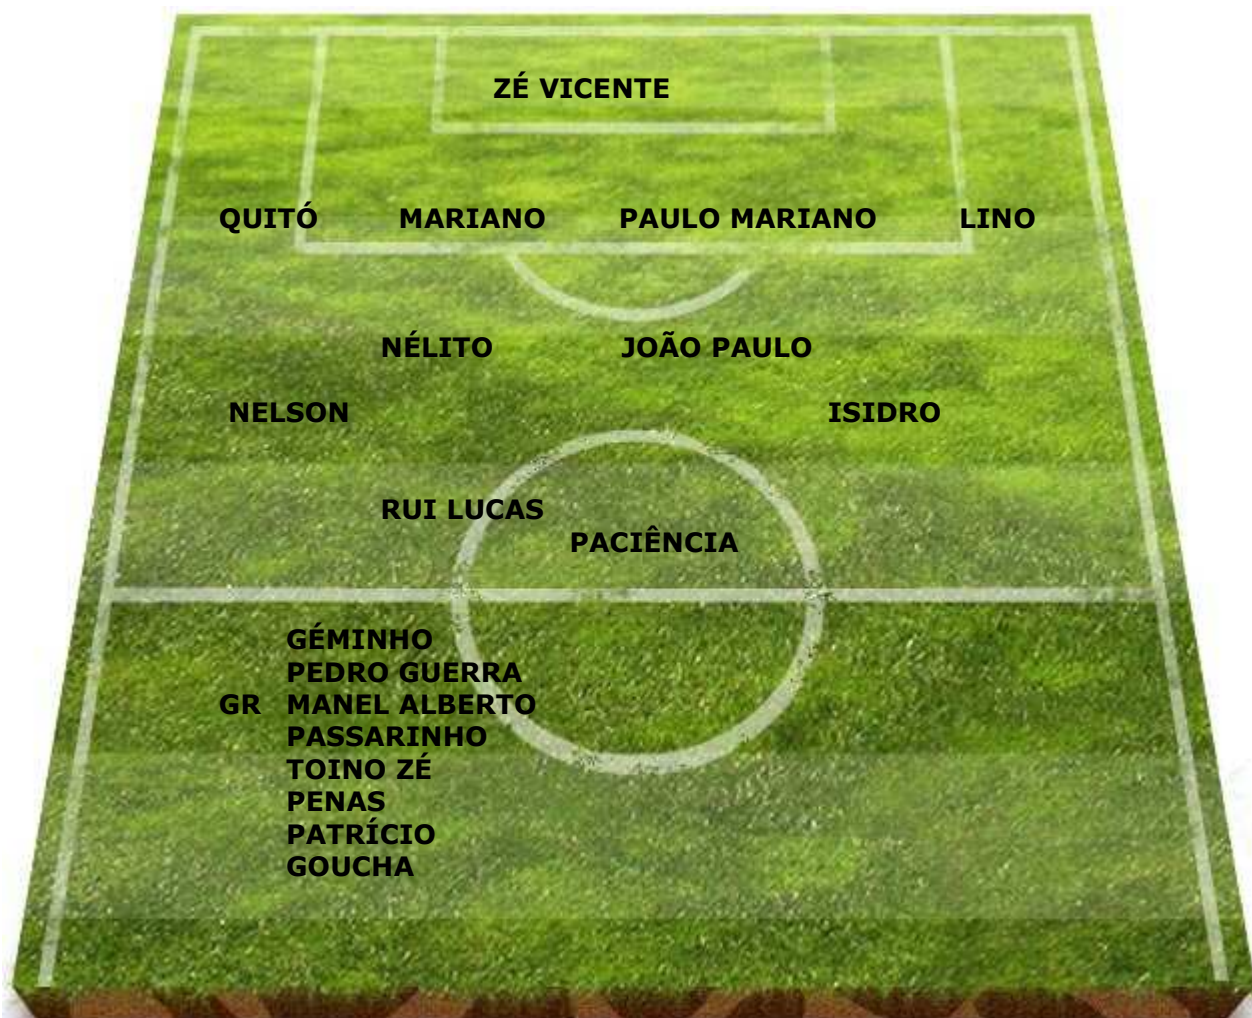 ZÉ VICENTE
QUITÓ MARIANO PAULO MARIANO LINO
NÉLITO JOÃO PAULO
NELSON ISIDRO
RUI LUCAS
PACIÊNCIA
GÉMINHO
PEDRO GUERRA
GR MANEL ALBERTO
PASSARINHO
TOINO ZÉ
PENAS
PATRÍCIO
GOUCHA